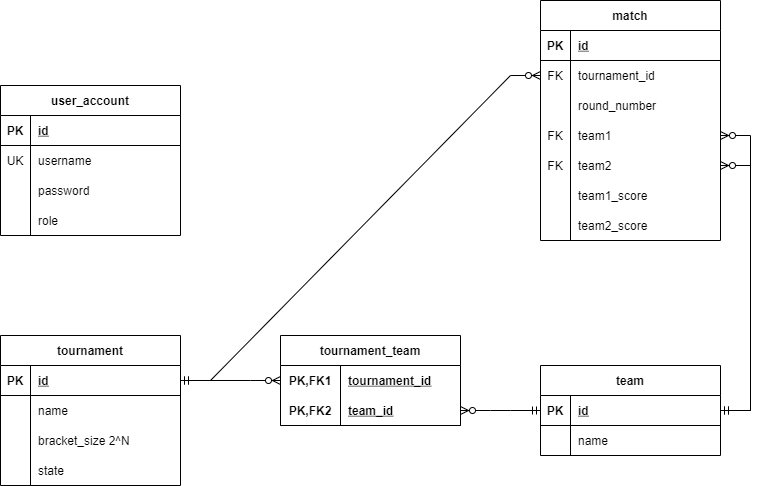 match
PK id
FK tournament_id
round_number
FK team1
FK team2
team1_score
team2_score
user_account
PK id
UK username
password
role
tournament
PK id
name
bracket_size 2^N
state
tournament_team
PK,FK1 tournament_id
PK,FK2 team_id
team
PK id
name